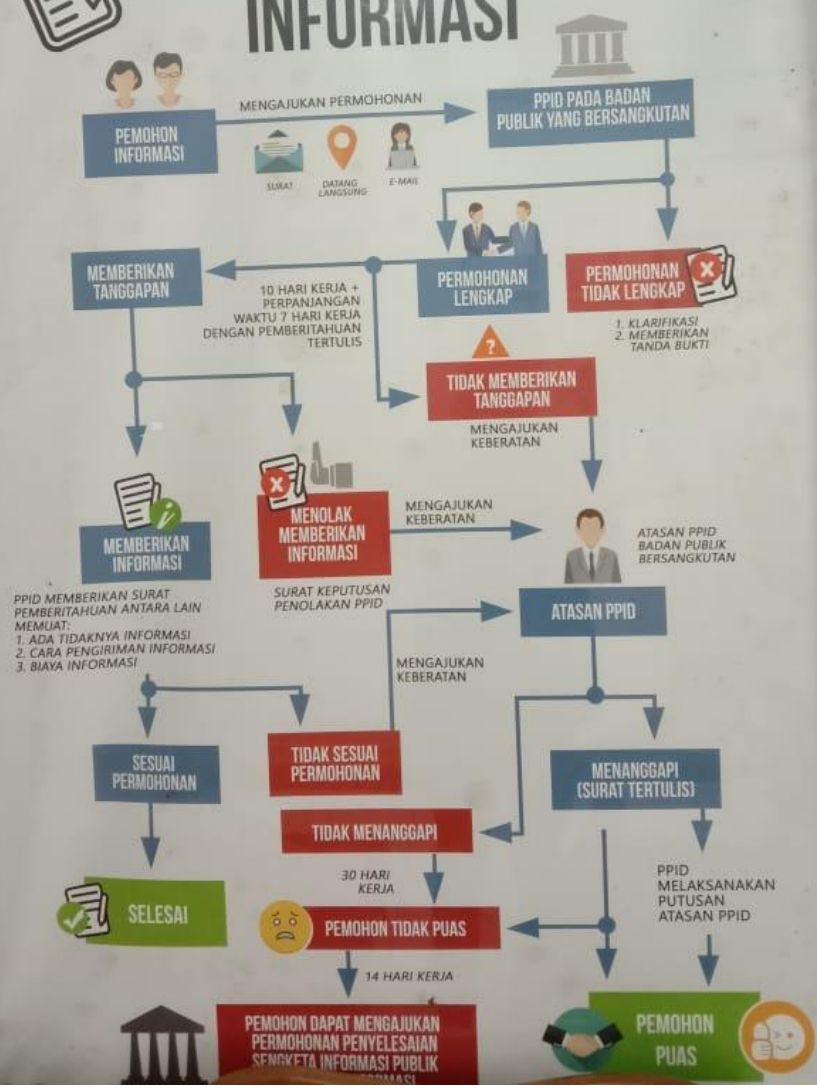 INFORMASI
PEMOHON
INFORMASI
MENGAJUKAN PERMOHONAN
SURAT
DATANG
LANGSUNG
E-MAIL
PPID PADA BADAN
PUBLIK YANG BERSANGKUTAN
MEMBERIKAN
TANGGAPAN
10 HARI KERJA +
PERPANJANGAN
WAKTU 7 HARI KERJA
DENGAN PEMBERITAHUAN
TERTULIS
PERMOHONAN
LENGKAP
PERMOHONAN
TIDAK LENGKAP
1. KLARIFIKASI
2. MEMBERIKAN
TANDA BUKTI
?
TIDAK MEMBERIKAN
TANGGAPAN
MENGAJUKAN
KEBERATAN
i
MEMBERIKAN
INFORMASI
MENOLAK
MEMBERIKAN
INFORMASI
MENGAJUKAN
KEBERATAN
ATASAN PPID
BADAN PUBLIK
BERSANGKUTAN
PPID MEMBERIKAN SURAT
PEMBERITAHUAN ANTARA LAIN
MEMUAT:
1. ADA TIDAKNYA INFORMASI
2. CARA PENGIRIMAN INFORMASI
3. BIAYA INFORMASI
SURAT KEPUTUSAN
PENOLAKAN PPID
ATASAN PPID
MENGAJUKAN
KEBERATAN
SESUAI
PERMOHONAN
TIDAK SESUAI
PERMOHONAN
MENANGGAPI
(SURAT TERTULIS)
TIDAK MENANGGAPI
30 HARI
KERJA
PPID
MELAKSANAKAN
PUTUSAN
ATASAN PPID
SELESAI
PEMOHON TIDAK PUAS
14 HARI KERJA
PEMOHON DAPAT MENGAJUKAN
PERMOHONAN PENYELESAIAN
SENGKETA INFORMASI PUBLIK
PEMOHON
PUAS